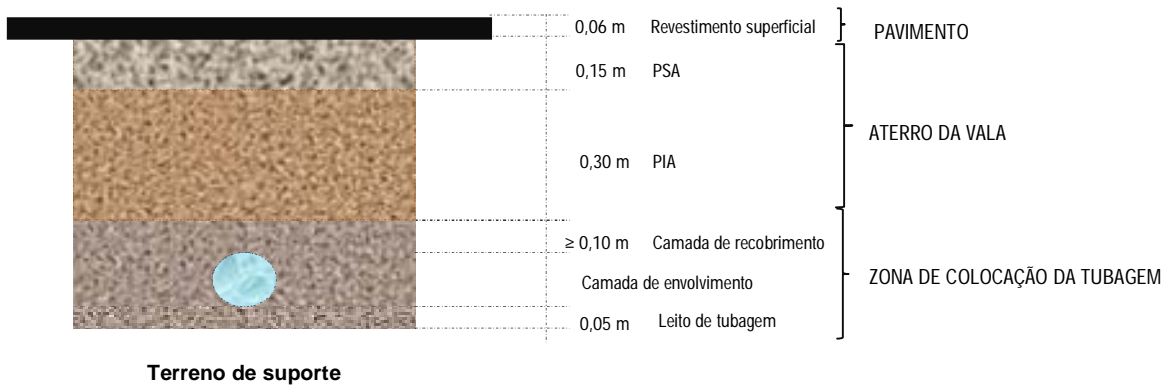 0,06 m Revestimento superficial
PAVIMENTO
0,15 m PSA
ATERRO DA VALA
0,30 m PIA
≥ 0,10 m Camada de recobrimento
Camada de envolvimento
ZONA DE COLOCAÇÃO DA TUBAGEM
0,05 m Leito de tubagem
Terreno de suporte